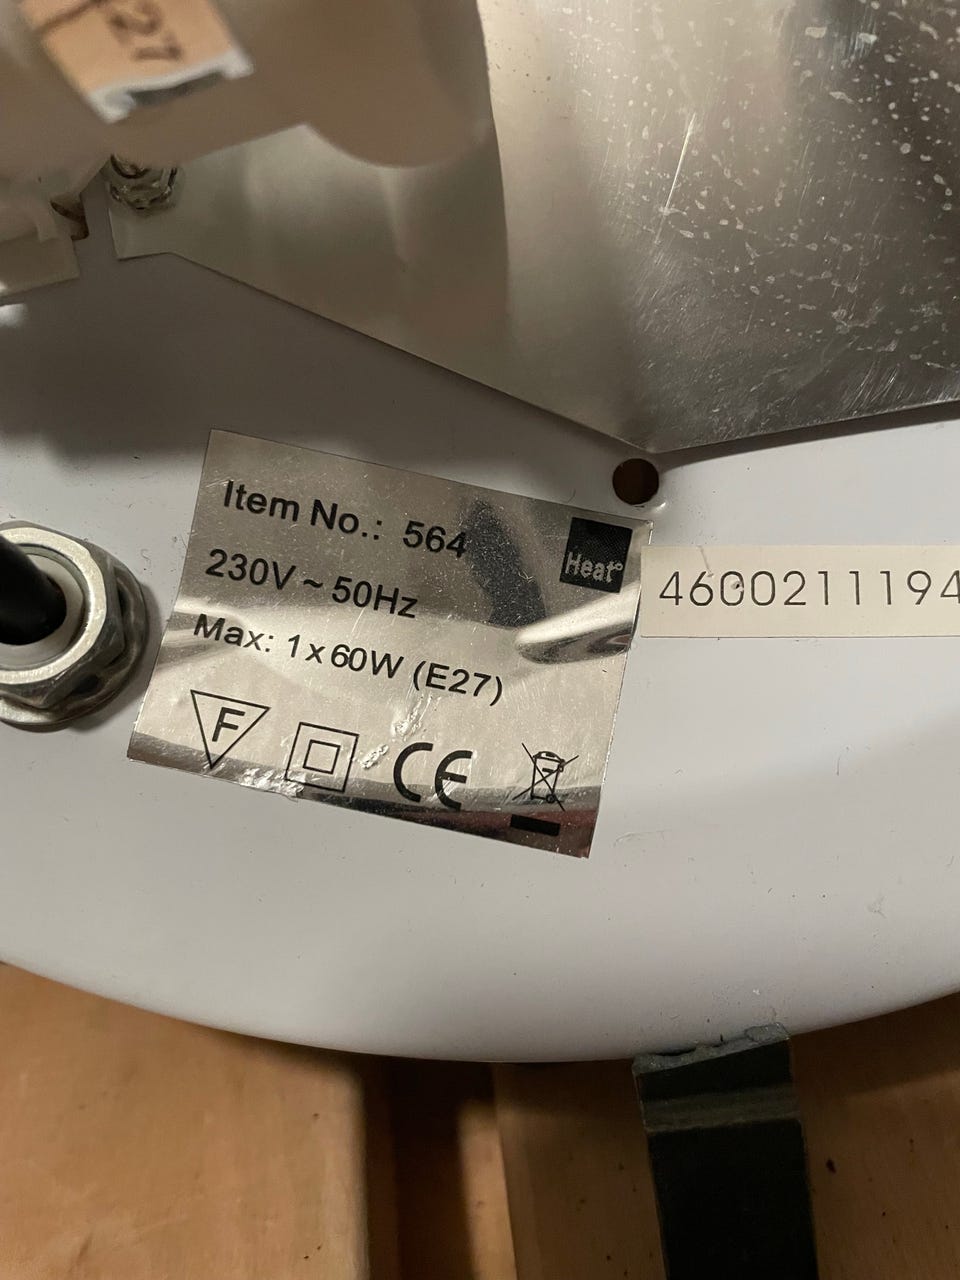 E27
Item No.: 564
Heat°
230V ~ 50Hz
Max: 1 x 60W (E27)
F
CE
4600211194